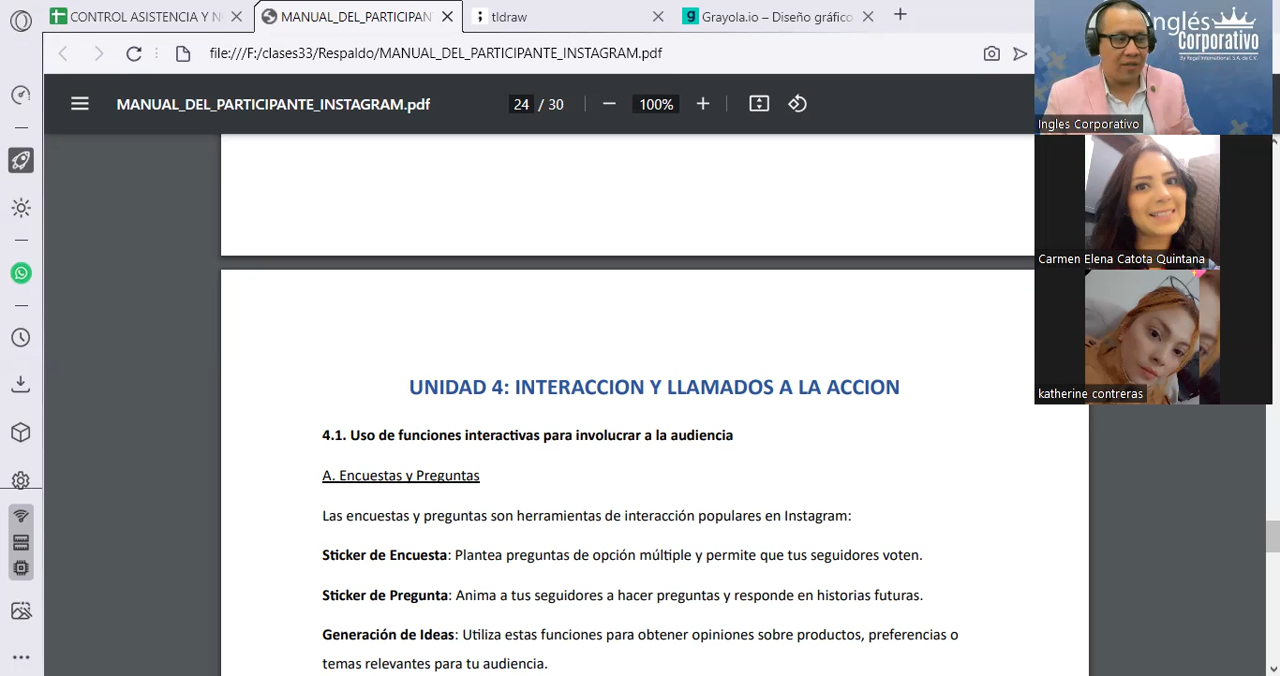 CONTROL ASISTENCIA Y N
MANUAL_DEL_PARTICIPAN
tldraw
Grayola.io – Diseño gráfico
file:///F:/clases33/Respaldo/MANUAL_DEL_PARTICIPANTE_INSTAGRAM.pdf
MANUAL_DEL_PARTICIPANTE_INSTAGRAM.pdf
24 / 30
100%
Inglés
Corporativo
By Regal International, S.A. de C.V.
Ingles Corporativo
Carmen Elena Catota Quintana
katherine contreras
UNIDAD 4: INTERACCION Y LLAMADOS A LA ACCION
4.1. Uso de funciones interactivas para involucrar a la audiencia
A. Encuestas y Preguntas
Las encuestas y preguntas son herramientas de interacción populares en Instagram:
Sticker de Encuesta: Plantea preguntas de opción múltiple y permite que tus seguidores voten.
Sticker de Pregunta: Anima a tus seguidores a hacer preguntas y responde en historias futuras.
Generación de Ideas: Utiliza estas funciones para obtener opiniones sobre productos, preferencias o
temas relevantes para tu audiencia.